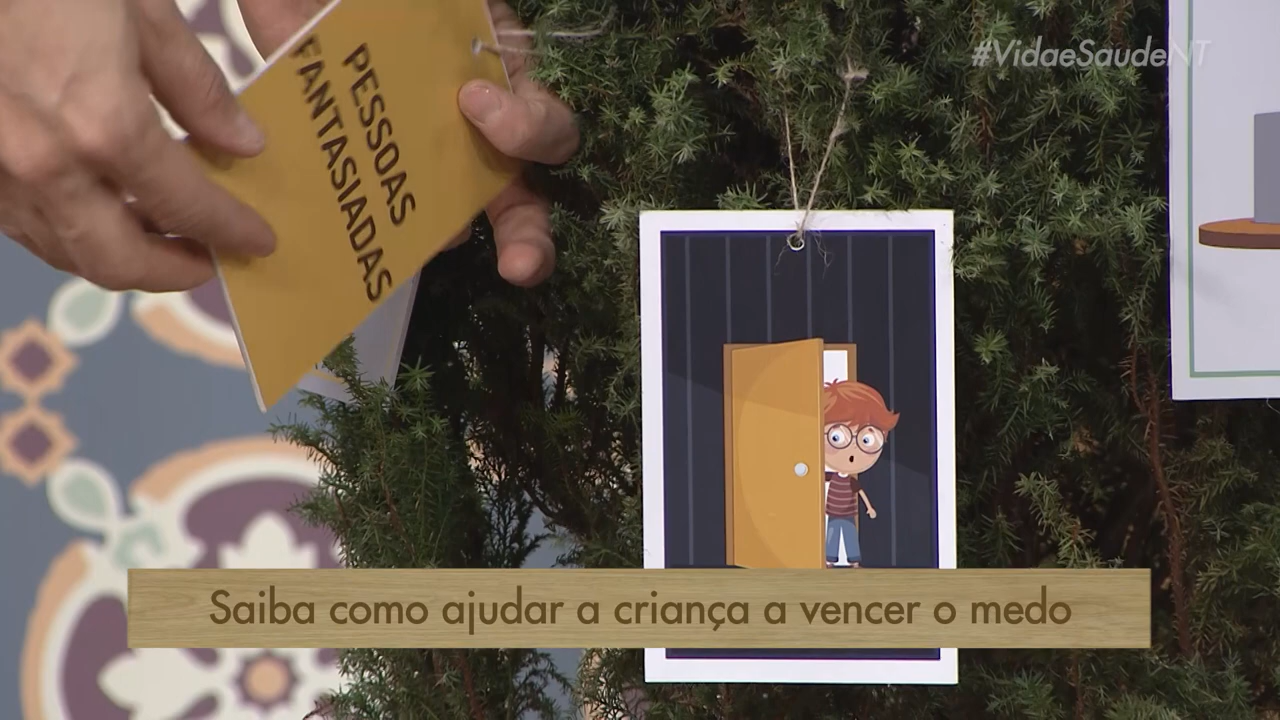 #VidaeSaudeNT
PESSOAS
FANTASIADAS
Saiba como ajudar a criança a vencer o medo